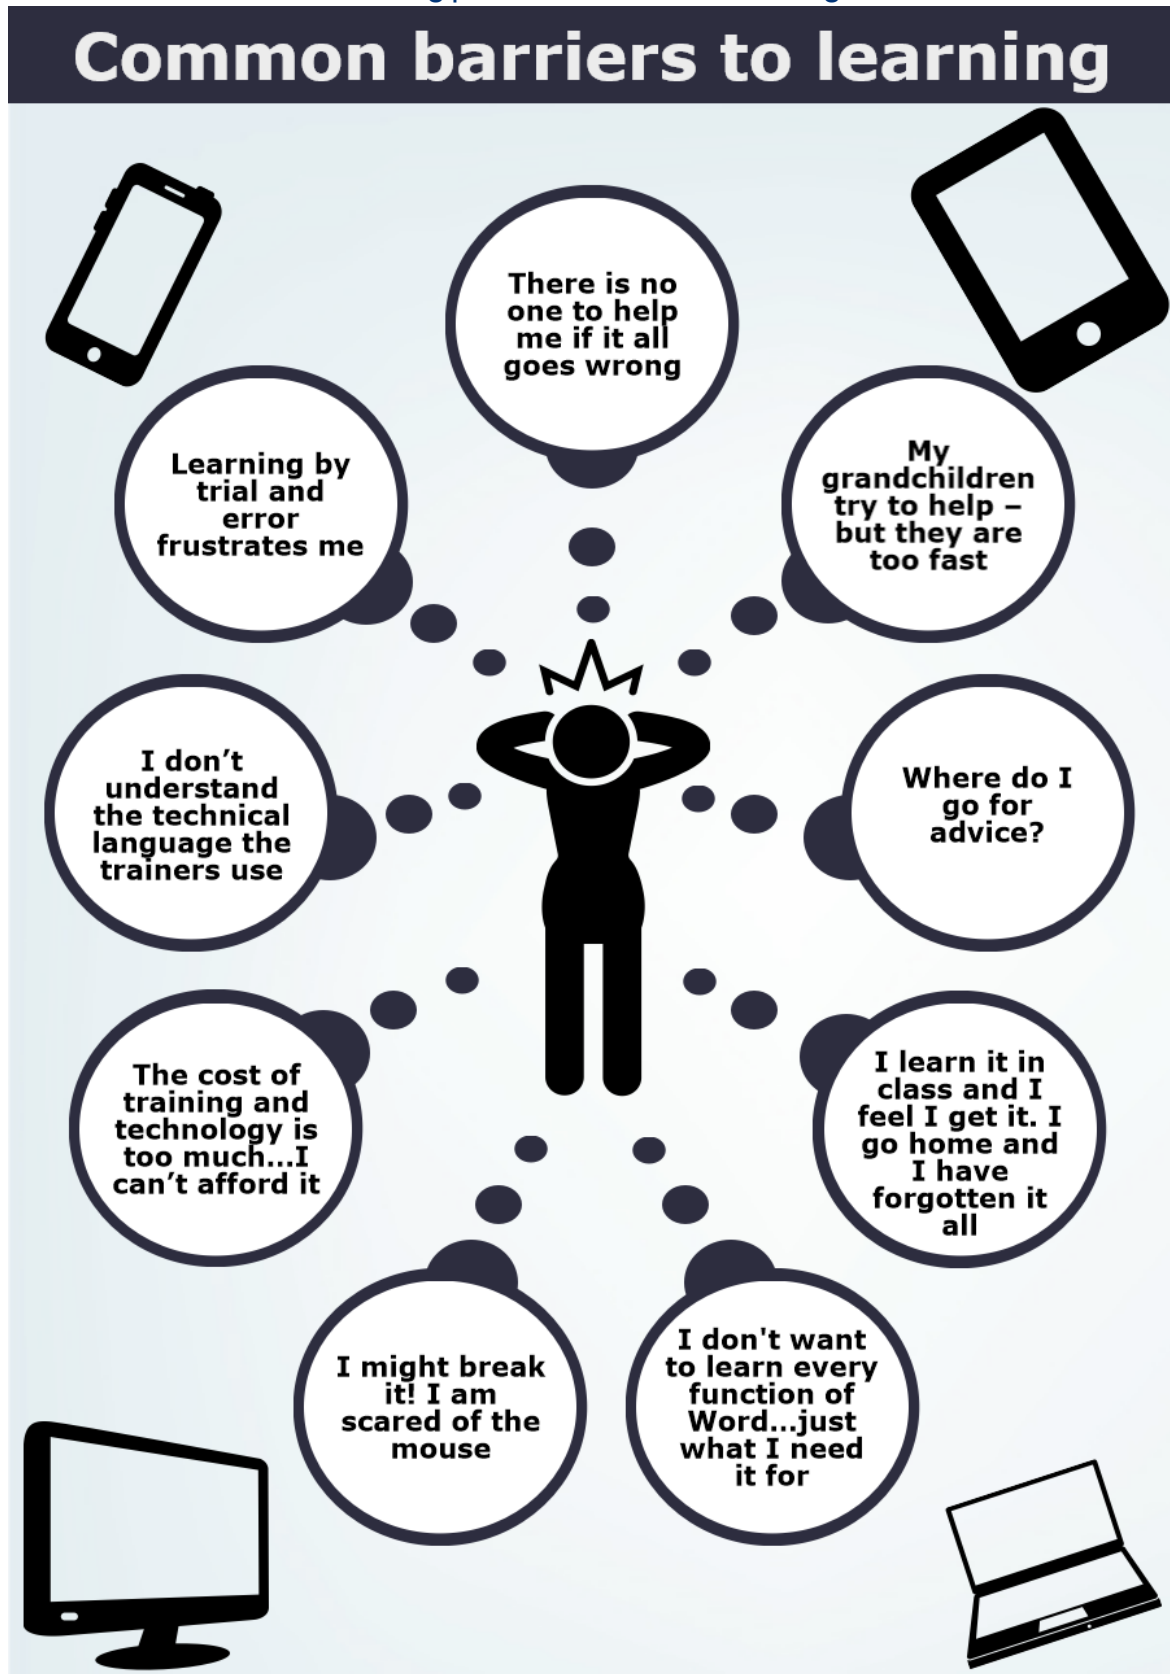 Common barriers to learning
There is no
one to help
me if it all
goes wrong
My
grandchildren
try to help –
but they are
too fast
Learning by
trial and
error
frustrates me
I don’t
understand
the technical
language the
trainers use
Where do I
go for
advice?
The cost of
training and
technology is
too much...I
can’t afford it
I learn it in
class and I
feel I get it. I
go home and
I have
forgotten it
all
I might break
it! I am
scared of the
mouse
I don't want
to learn every
function of
Word...just
what I need
it for